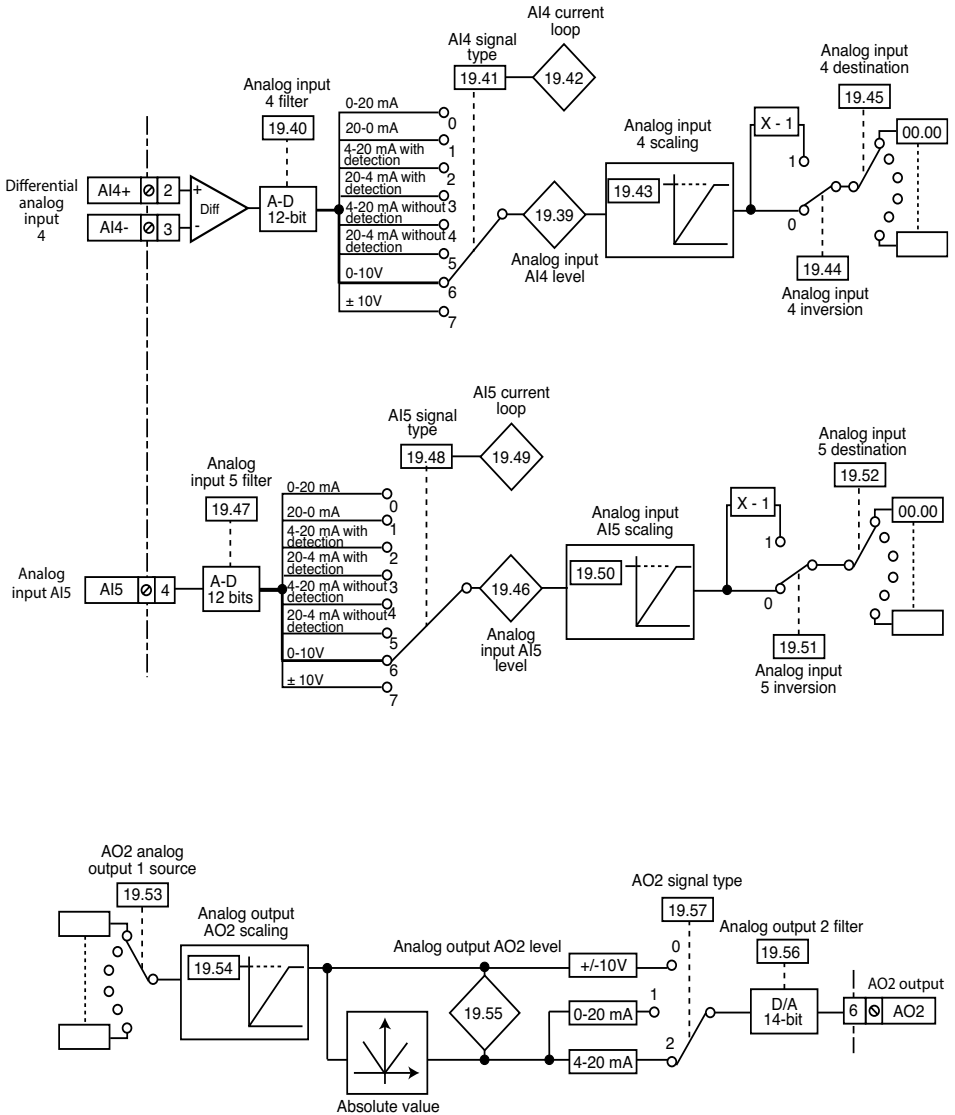 AI4 current
loop
AI4 signal
type
19.41
19.42
Analog input
4 destination
19.45
Analog input
4 filter
19.40
0-20 mA
0
20-0 mA
1
4-20 mA with
detection
2
20-4 mA with
detection
3
4-20 mA without
detection
4
20-4 mA without
detection
5
0-10V
6
± 10V
7
Differential
analog
input
4
AI4+
2
AI4-
3
+
-
Diff
A-D
12-bit
19.39
Analog input
AI4 level
Analog input
4 scaling
19.43
X - 1
1
0
00.00
19.44
Analog input
4 inversion
AI5 current
loop
AI5 signal
type
19.48
19.49
Analog input
5 destination
19.52
Analog
input 5 filter
19.47
0-20 mA
0
20-0 mA
1
4-20 mA with
detection
2
20-4 mA with
detection
3
4-20 mA without
detection
4
20-4 mA without
detection
5
0-10V
6
± 10V
7
Analog
input AI5
AI5
4
A-D
12 bits
19.46
Analog
input AI5
level
Analog input
AI5 scaling
19.50
X - 1
1
0
00.00
19.51
Analog input
5 inversion
AO2 analog
output 1 source
19.53
Analog output
AO2 scaling
19.54
Analog output AO2 level
19.55
Absolute value
AO2 signal type
19.57
+/-10V
0
0-20 mA
1
4-20 mA
2
Analog output 2 filter
19.56
D/A
14-bit
AO2 output
6
AO2